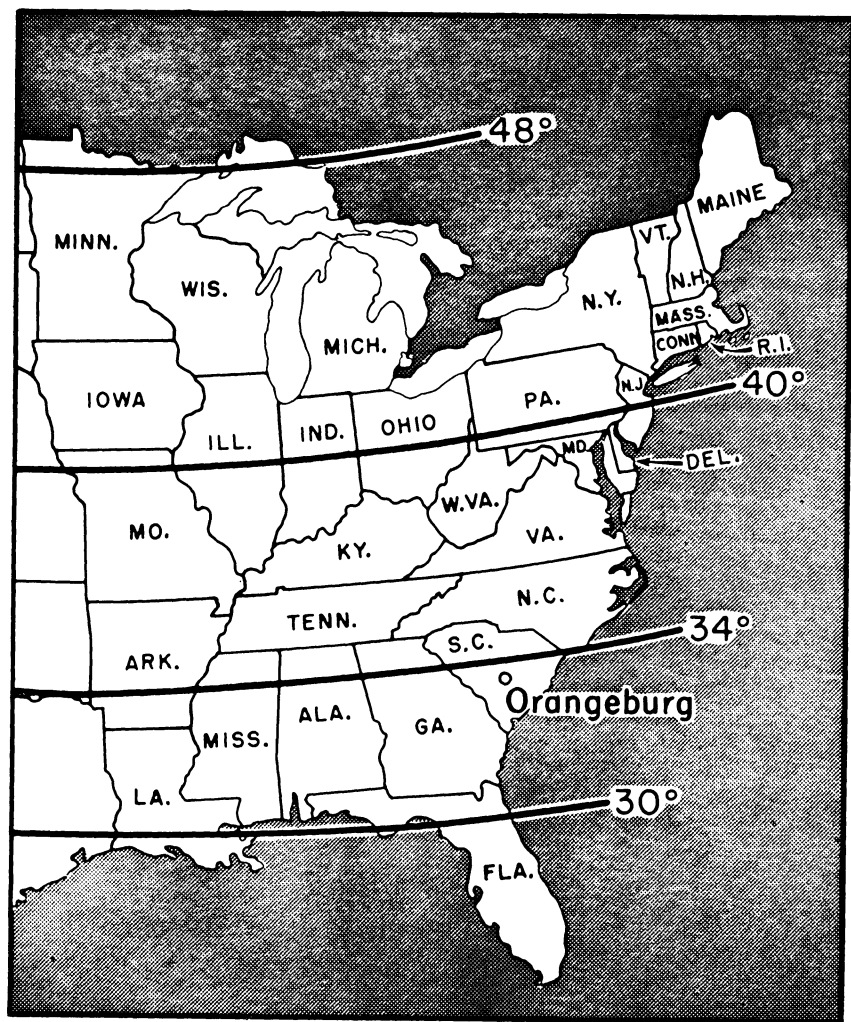 48°
MAINE
VT.
MINN.
N.H.
WIS.
N.Y.
MASS.
CONN
R.I.
MICH.
N.J.
40°
IOWA
PA.
OHIO
IND.
ILL.
MD.
DEL.
W.VA.
MO.
VA.
KY.
N.C.
TENN.
34°
S.C.
ARK.
Orangeburg
ALA.
GA.
MISS.
LA.
30°
FLA.